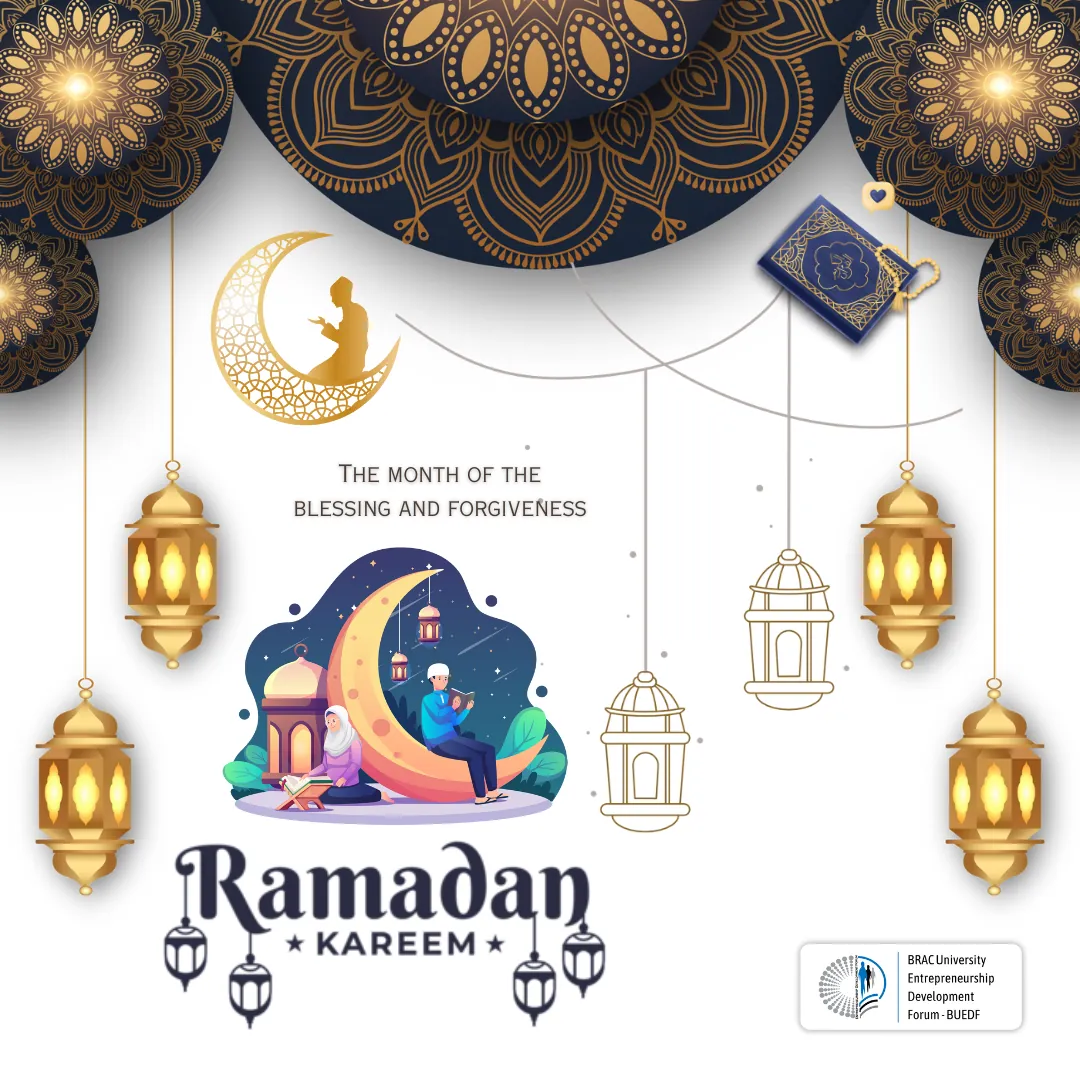 The month of the
blessing and forgiveness
Ramadan
KAREEM
BRAC University
Entrepreneurship
Development
Forum - BUEDF